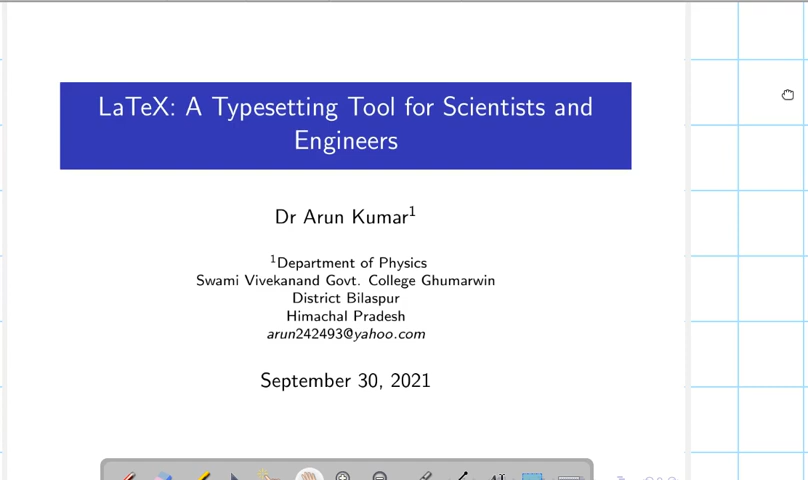 LaTeX: A Typesetting Tool for Scientists and
Engineers
Dr Arun Kumar¹
¹Department of Physics
Swami Vivekanand Govt. College Ghumarwin
District Bilaspur
Himachal Pradesh
arun242493@yahoo.com
September 30, 2021